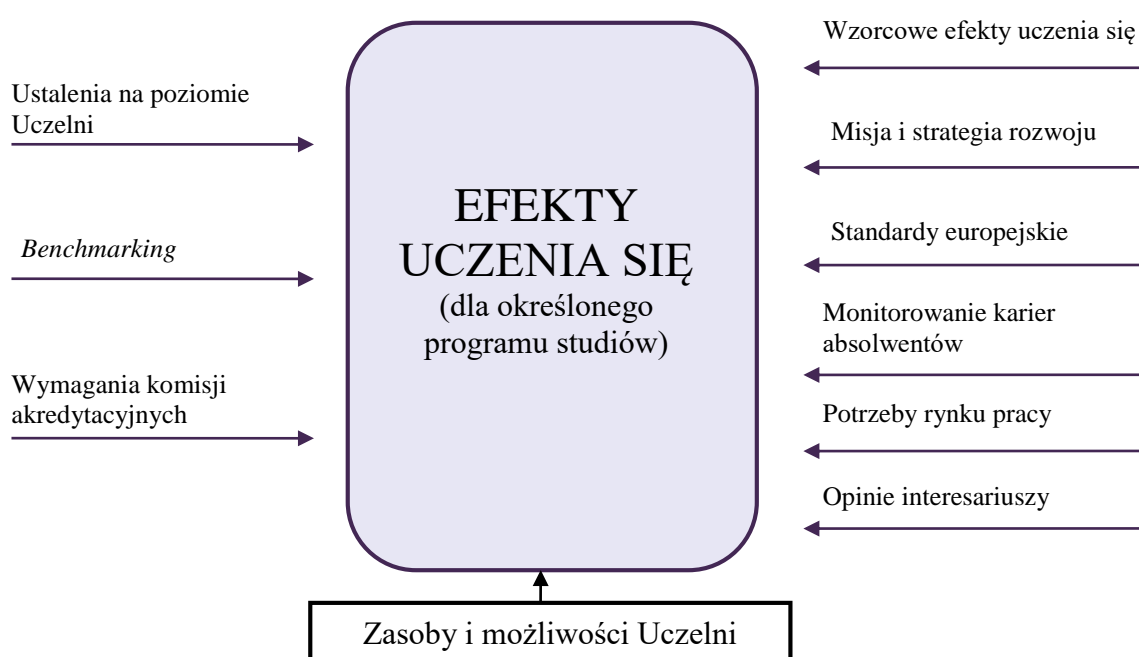 Ustalenia na poziomie
Uczelni
Benchmarking
Wymagania komisji
akredytacyjnych
EFEKTY
UCZENIA SIĘ
(dla określonego
programu studiów)
Wzorcowe efekty uczenia się
Misja i strategia rozwoju
Standardy europejskie
Monitorowanie karier
absolwentów
Potrzeby rynku pracy
Opinie interesariuszy
Zasoby i możliwości Uczelni